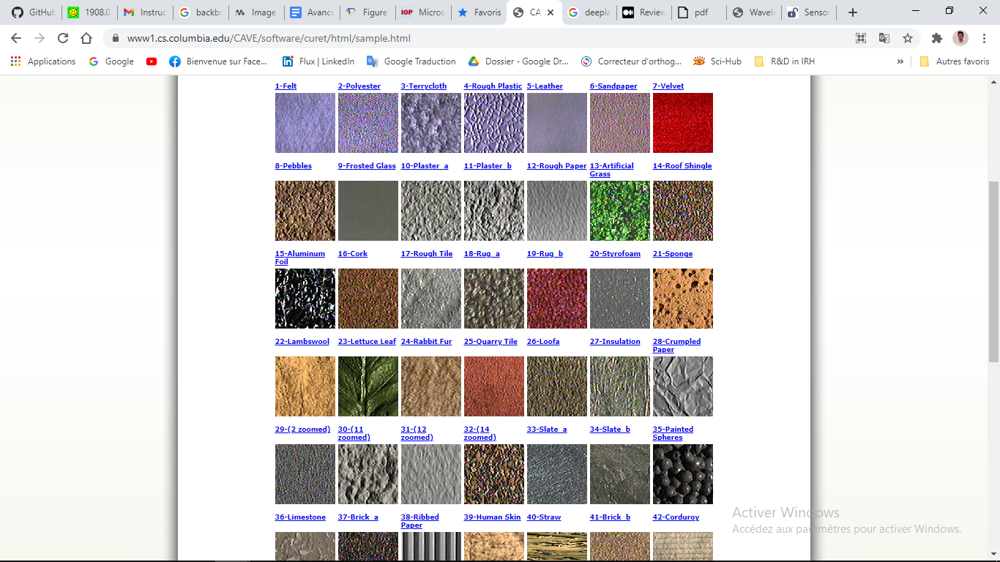 GitHub
1908.0
Instruc
backbo
Image
Avance
Figure
IOP Micros
Favoris
CA
deepla
Review
pdf
Wavele
Sensor
www1.cs.columbia.edu/CAVE/software/curet/html/sample.html
Applications
Google
Bienvenue sur Face...
Flux | LinkedIn
Google Traduction
Dossier - Google Dr...
Correcteur d'orthog...
Sci-Hub
R&D in IRH
»
Autres favoris
1-Felt
2-Polyester
3-Terrycloth
4-Rough Plastic
5-Leather
6-Sandpaper
7-Velvet
8-Pebbles
9-Frosted Glass
10-Plaster_a
11-Plaster_b
12-Rough Paper
13-Artificial
Grass
14-Roof Shingle
15-Aluminum
Foil
16-Cork
17-Rough Tile
18-Rug_a
19-Rug_b
20-Styrofoam
21-Sponge
22-Lambswool
23-Lettuce Leaf
24-Rabbit Fur
25-Quarry Tile
26-Loofa
27-Insulation
28-Crumpled
Paper
29-(2 zoomed)
30-(11
zoomed)
31-(12
zoomed)
32-(14
zoomed)
33-Slate_a
34-Slate_b
35-Painted
Spheres
36-Limestone
37-Brick_a
38-Ribbed
Paper
39-Human Skin
40-Straw
41-Brick_b
42-Corduroy
Activer Windows
Accédez aux paramètres pour activer Windows.